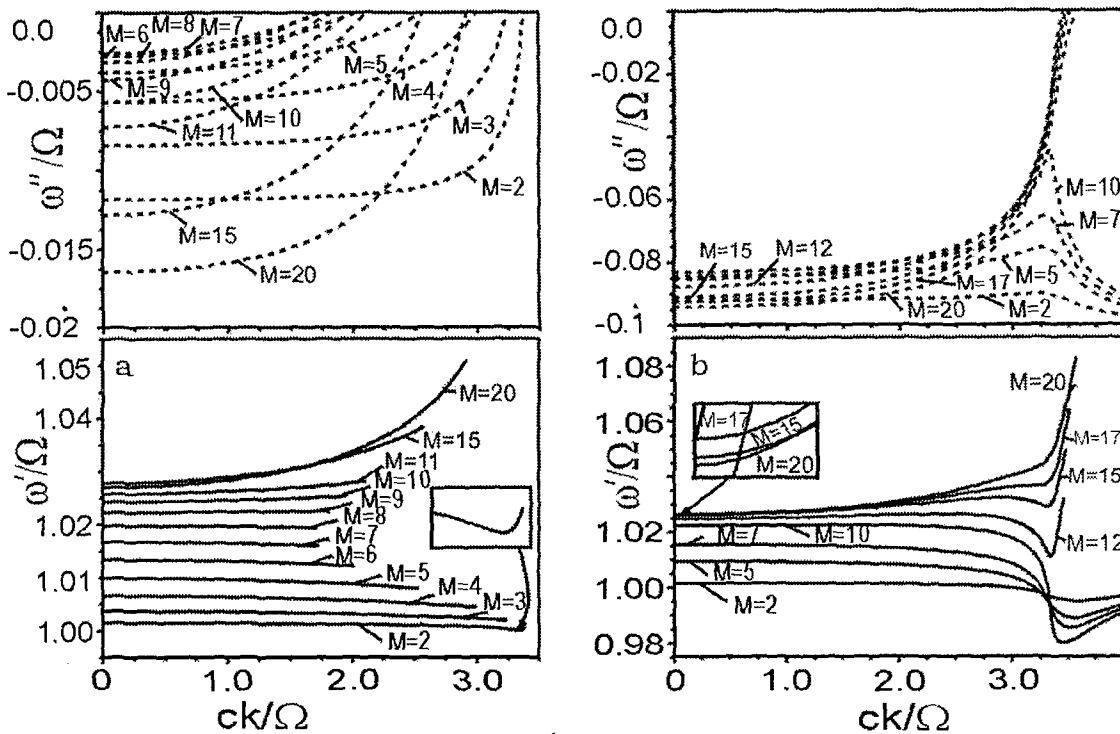 0.0
-0.005
-0.015
-0.02
ω''/Ω
M=6
M=8
M=7
M=9
M=5
M=4
M=10
M=11
M=3
M=2
M=15
M=20
0.0
-0.02
-0.04
-0.06
-0.08
-0.1
ω''/Ω
M=10
M=7
M=15
M=12
M=5
M=17
M=20
M=2
a
1.05
1.04
1.02
1.01
1.00
ω'/Ω
M=20
M=15
M=11
M=10
M=9
M=8
M=7
M=6
M=5
M=4
M=3
M=2
0
1.0
2.0
3.0
ck/Ω
b
1.08
1.06
1.04
1.02
1.00
0.98
ω'/Ω
M=17
M=15
M=20
M=20
M=17
M=15
M=12
M=7
M=10
M=5
M=2
0
1.0
2.0
3.0
ck/Ω